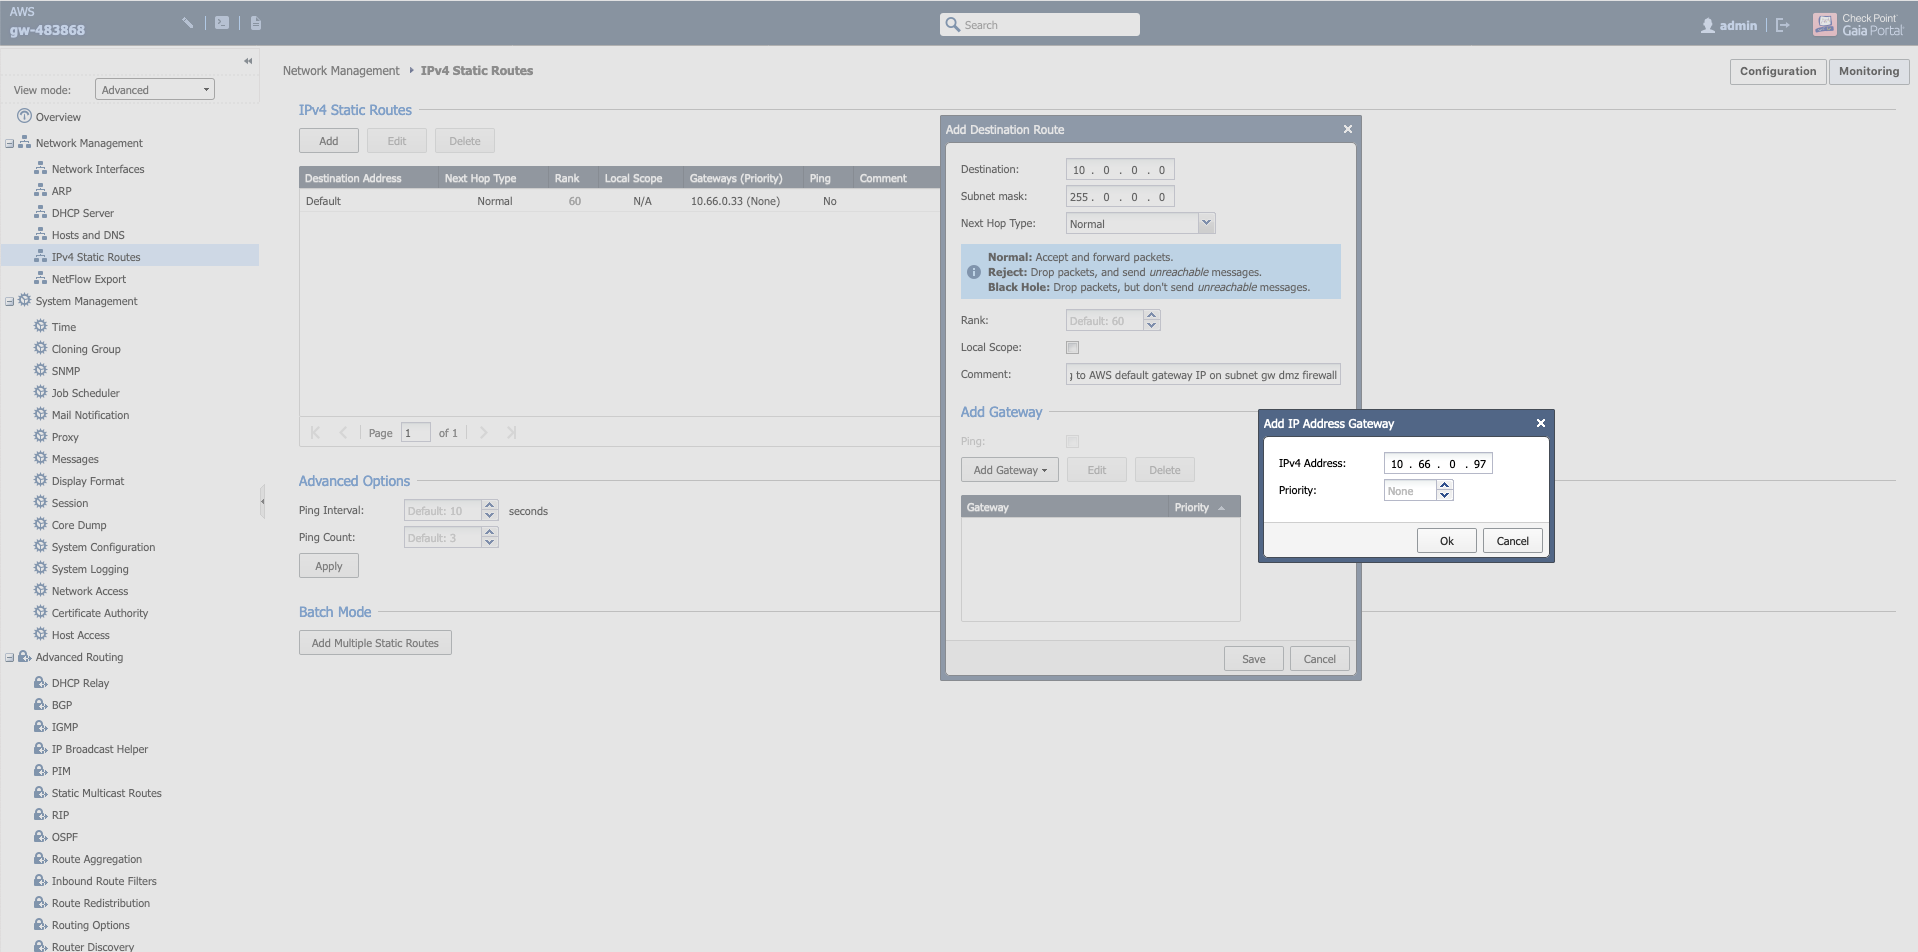 AWS
gw-483868
Search
admin
Check Point
Gaia Portal
View mode: Advanced
Overview
Network Management
Network Interfaces
ARP
DHCP Server
Hosts and DNS
IPv4 Static Routes
NetFlow Export
System Management
Time
Cloning Group
SNMP
Job Scheduler
Mail Notification
Proxy
Messages
Display Format
Session
Core Dump
System Configuration
System Logging
Network Access
Certificate Authority
Host Access
Advanced Routing
DHCP Relay
BGP
IGMP
IP Broadcast Helper
PIM
Static Multicast Routes
RIP
OSPF
Route Aggregation
Inbound Route Filters
Route Redistribution
Routing Options
Router Discovery
Network Management IPv4 Static Routes
Configuration Monitoring
IPv4 Static Routes
Add Edit Delete
Destination Address Next Hop Type Rank Local Scope Gateways (Priority) Ping Comment
Default Normal 60 N/A 10.66.0.33 (None) No
Page 1 of 1
Advanced Options
Ping Interval: Default: 10 seconds
Ping Count: Default: 3
Apply
Batch Mode
Add Multiple Static Routes
Add Destination Route
Destination: 10 . 0 . 0 . 0
Subnet mask: 255 . 0 . 0 . 0
Next Hop Type: Normal
Normal: Accept and forward packets.
Reject: Drop packets, and send unreachable messages.
Black Hole: Drop packets, but don't send unreachable messages.
Rank: Default: 60
Local Scope:
Comment: to AWS default gateway IP on subnet gw dmz firewall
Add Gateway
Ping:
Add Gateway Edit Delete
Gateway Priority
Save Cancel
Add IP Address Gateway
IPv4 Address: 10 . 66 . 0 . 97
Priority: None
Ok Cancel